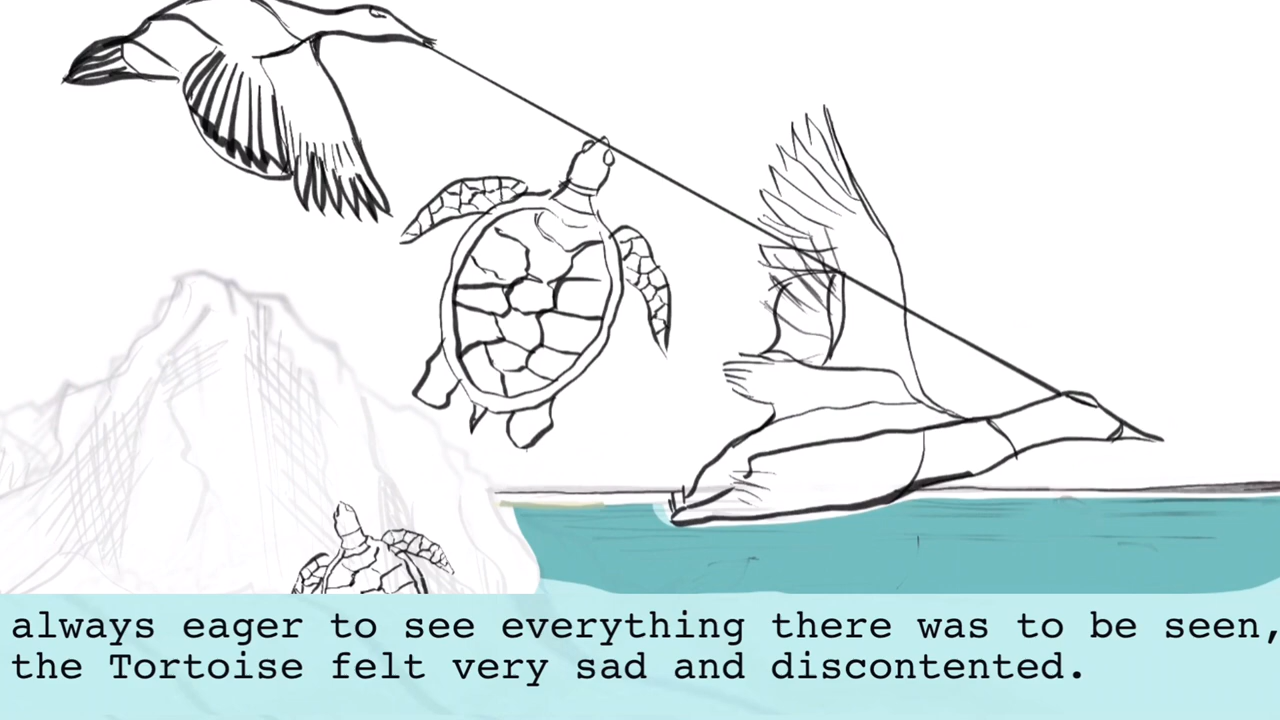 always eager to see everything there was to be seen,
the Tortoise felt very sad and discontented.